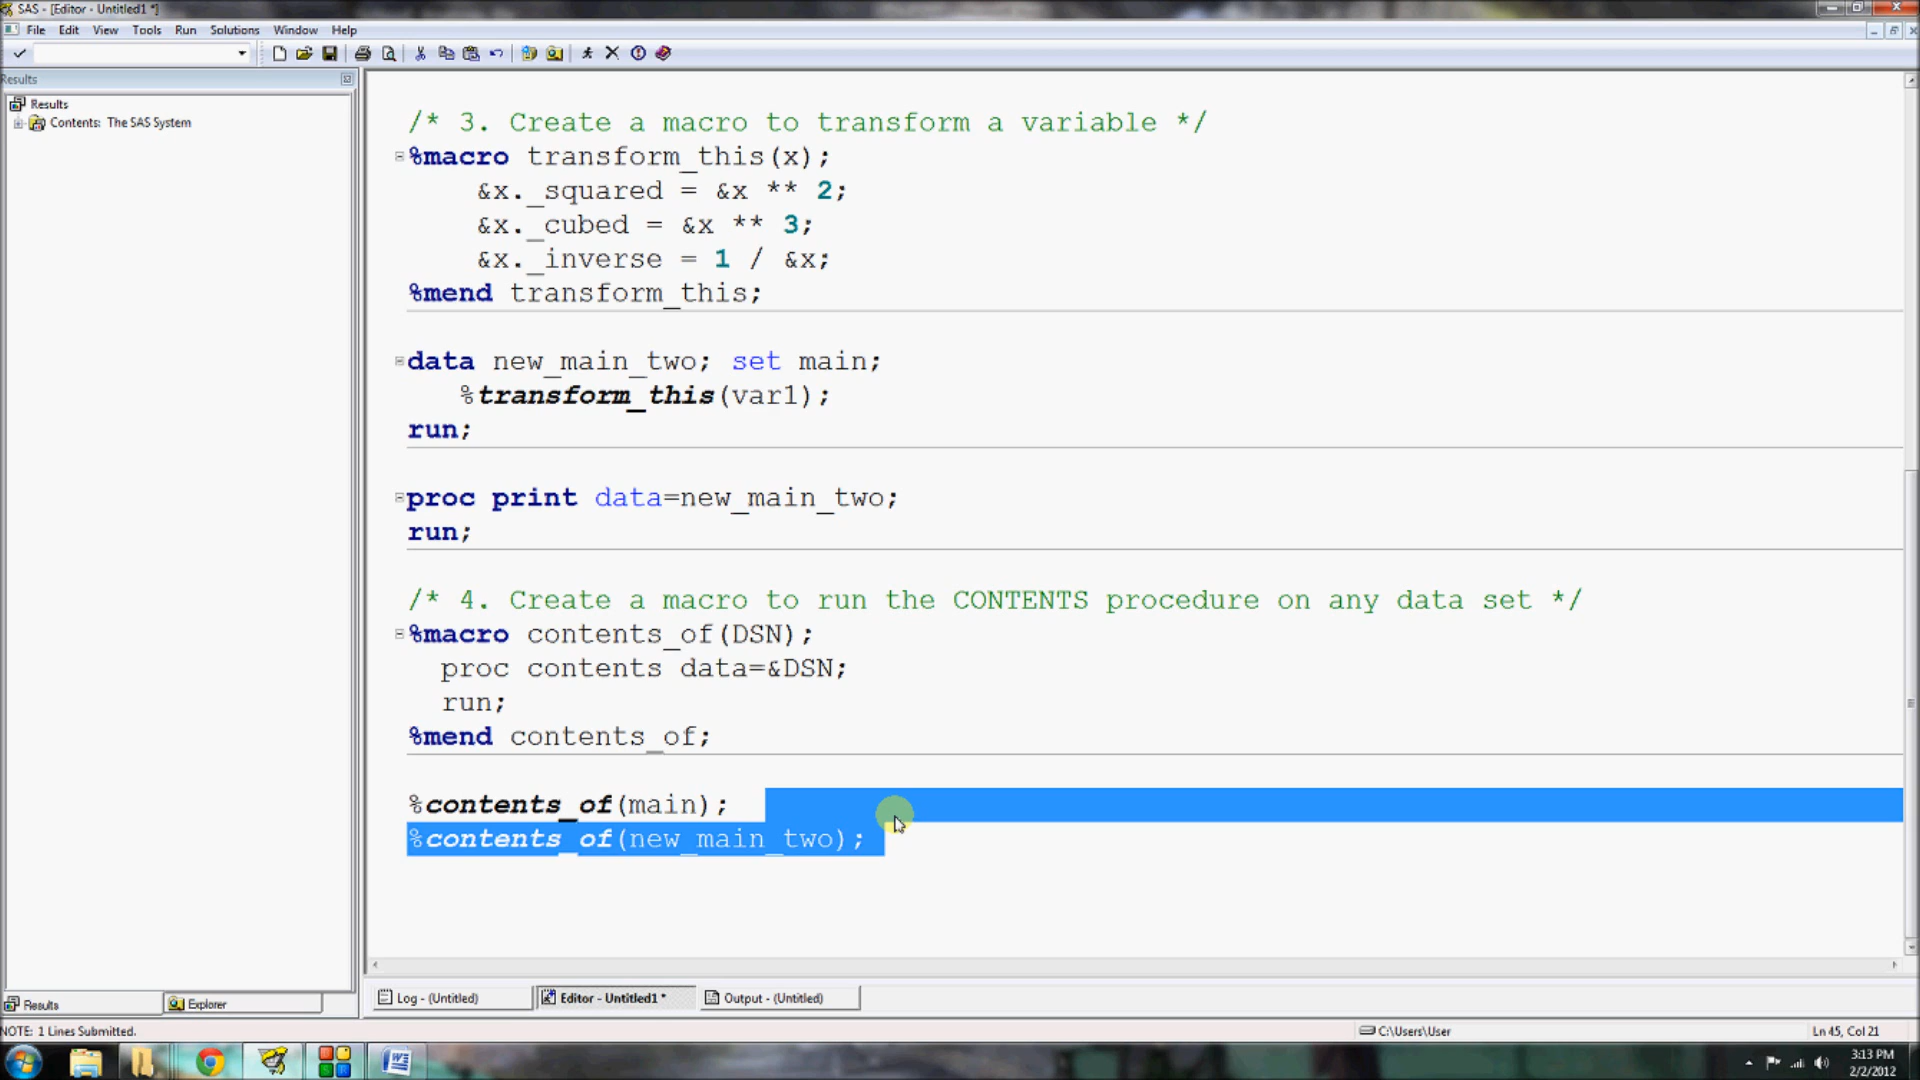 SAS - [Editor - Untitled1 *]
File Edit View Tools Run Solutions Window Help
Results
Results
Contents: The SAS System
/* 3. Create a macro to transform a variable */
%macro transform_this(x);
&x._squared = &x ** 2;
&x._cubed = &x ** 3;
&x._inverse = 1 / &x;
%mend transform_this;
data new_main_two; set main;
%transform_this(var1);
run;
proc print data=new_main_two;
run;
/* 4. Create a macro to run the CONTENTS procedure on any data set */
%macro contents_of(DSN);
proc contents data=&DSN;
run;
%mend contents_of;
%contents_of(main);
%contents_of(new_main_two);
Results Explorer
Log - (Untitled) Editor - Untitled1 * Output - (Untitled)
NOTE: 1 Lines Submitted. C:\Users\User Ln 45, Col 21
3:13 PM
2/2/2012